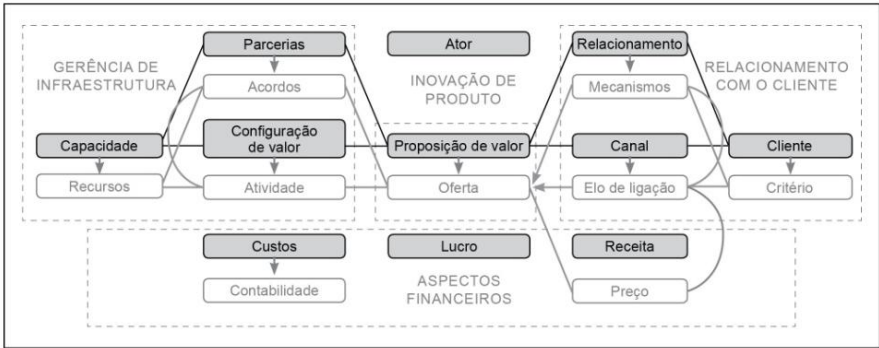 Parcerias
Ator
Relacionamento
GERÊNCIA DE
INFRAESTRUTURA
Acordos
INOVAÇÃO DE
PRODUTO
Mecanismos
RELACIONAMENTO
COM O CLIENTE
Capacidade
Configuração
de valor
Proposição de valor
Canal
Cliente
Recursos
Atividade
Oferta
Elo de ligação
Critério
Custos
Lucro
Receita
Contabilidade
ASPECTOS
FINANCEIROS
Preço